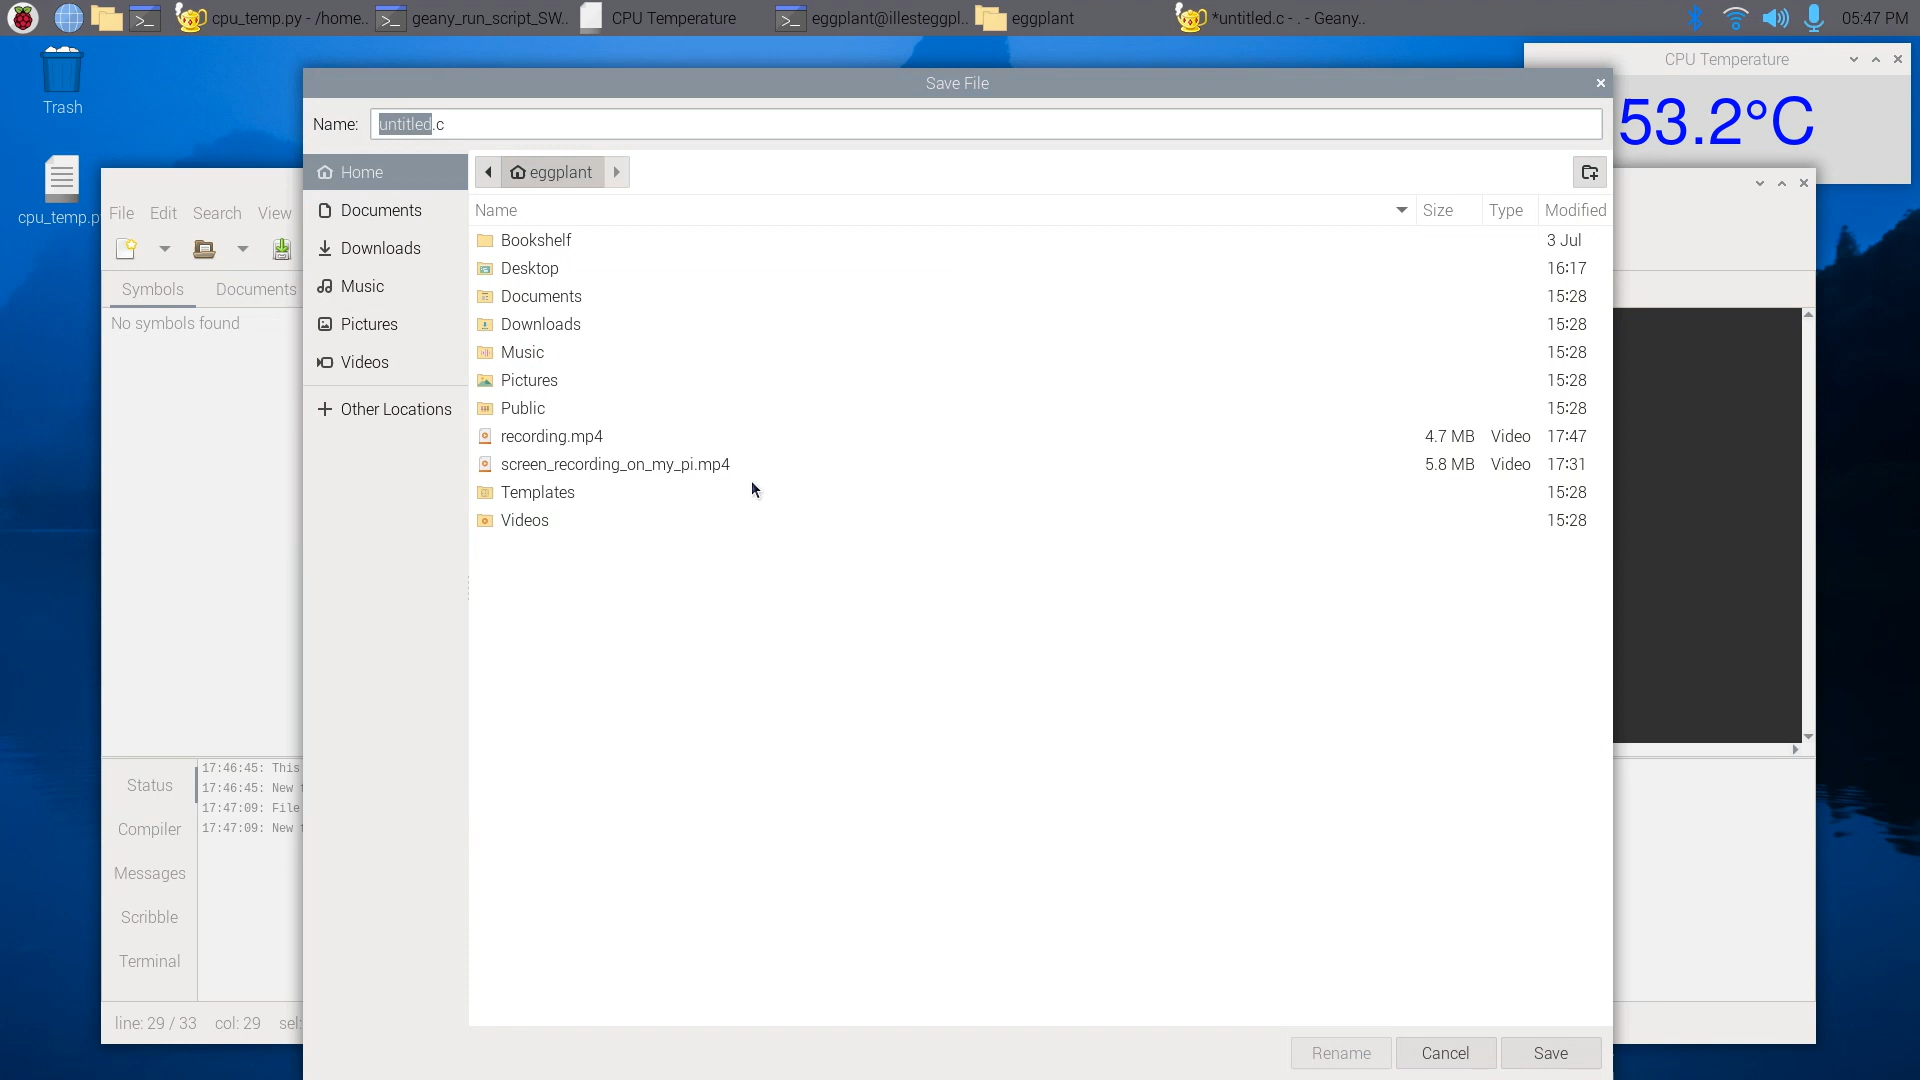 cpu_temp.py - /home.. geany_run_script_SW.. CPU Temperature eggplant@illesteggpl.. eggplant *untitled.c - . - Geany.. 05:47 PM
Trash
cpu_temp.p
CPU Temperature
53.2°C
Save File
Name: untitled.c
Home
Documents
Downloads
Music
Pictures
Videos
Other Locations
eggplant
Name Size Type Modified
Bookshelf 3 Jul
Desktop 16:17
Documents 15:28
Downloads 15:28
Music 15:28
Pictures 15:28
Public 15:28
recording.mp4 4.7 MB Video 17:47
screen_recording_on_my_pi.mp4 5.8 MB Video 17:31
Templates 15:28
Videos 15:28
Rename Cancel Save
File Edit Search View
Symbols Documents
No symbols found
Status
Compiler
Messages
Scribble
Terminal
17:46:45: This
17:46:45: New
17:47:09: File
17:47:09: New
line: 29 / 33 col: 29 sel: